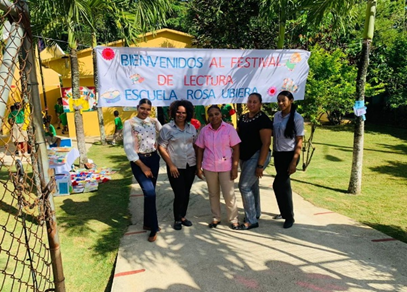 BIENVENIDOS AL FESTIVAL
DE LECTURA
ESCUELA ROSA UBIERA